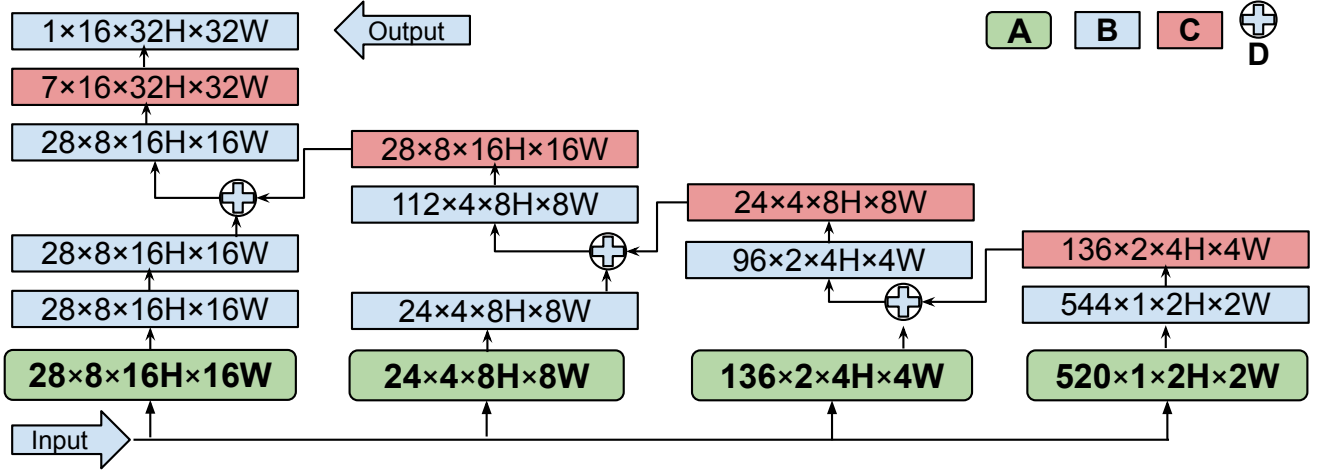 1×16×32H×32W
Output
A
B
C
D
7×16×32H×32W
28×8×16H×16W
28×8×16H×16W
112×4×8H×8W
24×4×8H×8W
28×8×16H×16W
96×2×4H×4W
136×2×4H×4W
28×8×16H×16W
24×4×8H×8W
544×1×2H×2W
28×8×16H×16W
24×4×8H×8W
136×2×4H×4W
520×1×2H×2W
Input